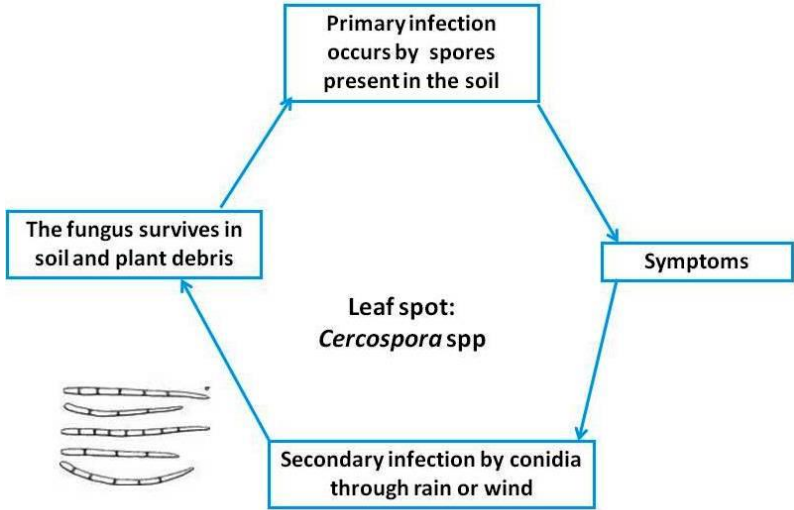 Primary infection
occurs by spores
present in the soil
The fungus survives in
soil and plant debris
Symptoms
Leaf spot:
Cercospora spp
Secondary infection by conidia
through rain or wind